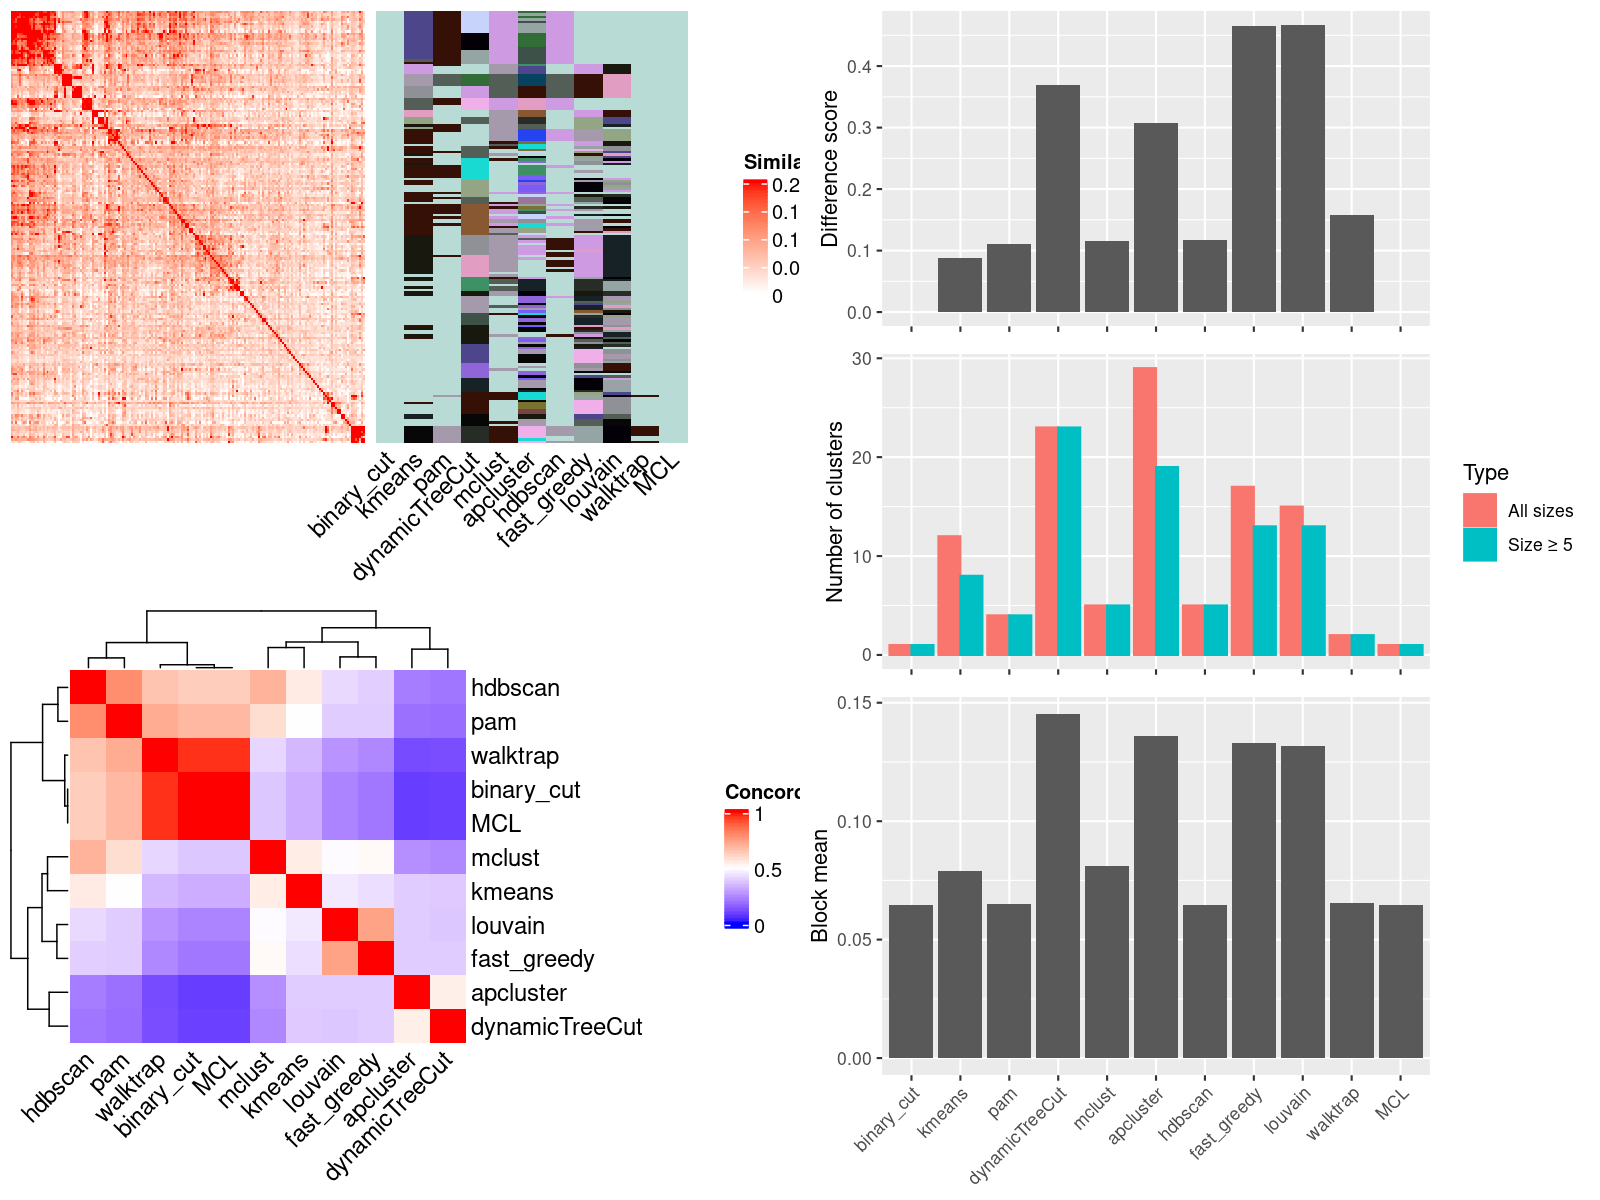 Simila
0.2
0.1
0.1
0.0
0
binary_cut
kmeans
pam
dynamicTreeCut
mclust
apcluster
hdbscan
fast_greedy
louvain
walktrap
MCL
hdbscan
pam
walktrap
binary_cut
MCL
mclust
kmeans
louvain
fast_greedy
apcluster
dynamicTreeCut
hdbscan
pam
walktrap
binary_cut
MCL
mclust
kmeans
louvain
fast_greedy
apcluster
dynamicTreeCut
Concord
1
0.5
0
Difference score
0.4
0.3
0.2
0.1
0.0
Number of clusters
30
20
10
0
Type
All sizes
Size ≥ 5
Block mean
0.15
0.10
0.05
0.00
binary_cut
kmeans
pam
dynamicTreeCut
mclust
apcluster
hdbscan
fast_greedy
louvain
walktrap
MCL